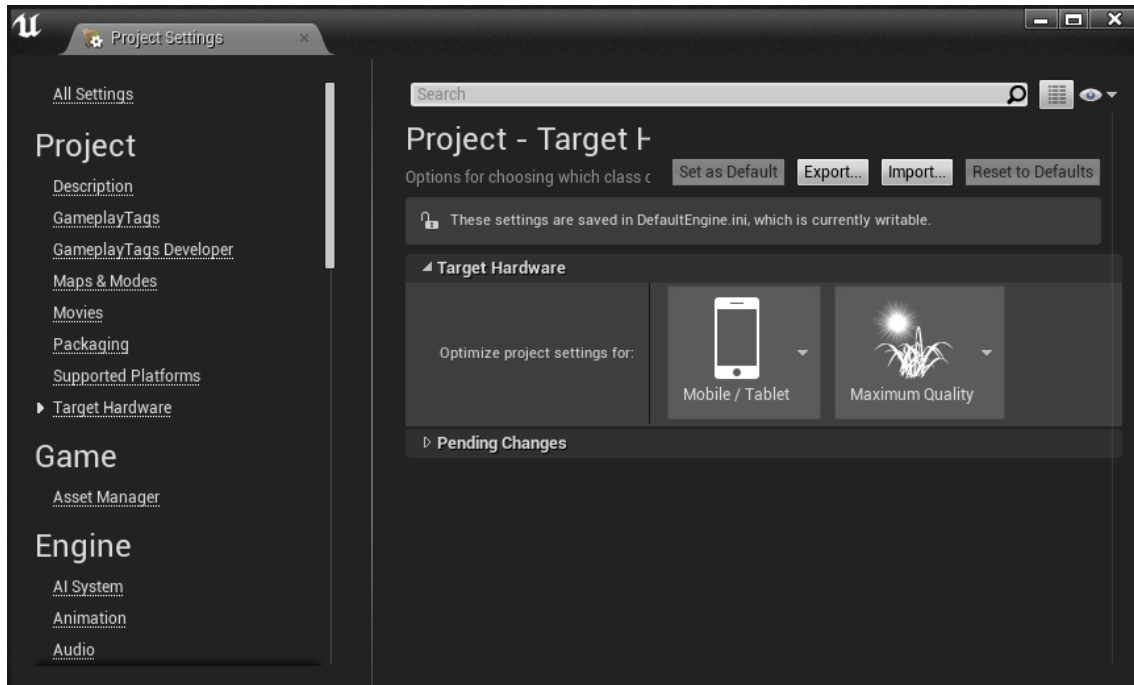 Project Settings
All Settings
Project
Description
GameplayTags
GameplayTags Developer
Maps & Modes
Movies
Packaging
Supported Platforms
Target Hardware
Game
Asset Manager
Engine
AI System
Animation
Audio
Search
Project - Target
Options for choosing which class
Set as Default
Export...
Import...
Reset to Defaults
These settings are saved in DefaultEngine.ini, which is currently writable.
Target Hardware
Optimize project settings for:
Mobile / Tablet
Maximum Quality
Pending Changes